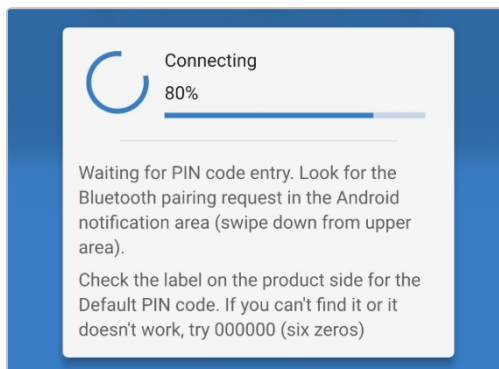 Connecting
80%
Waiting for PIN code entry. Look for the
Bluetooth pairing request in the Android
notification area (swipe down from upper
area).
Check the label on the product side for the
Default PIN code. If you can't find it or it
doesn't work, try 000000 (six zeros)